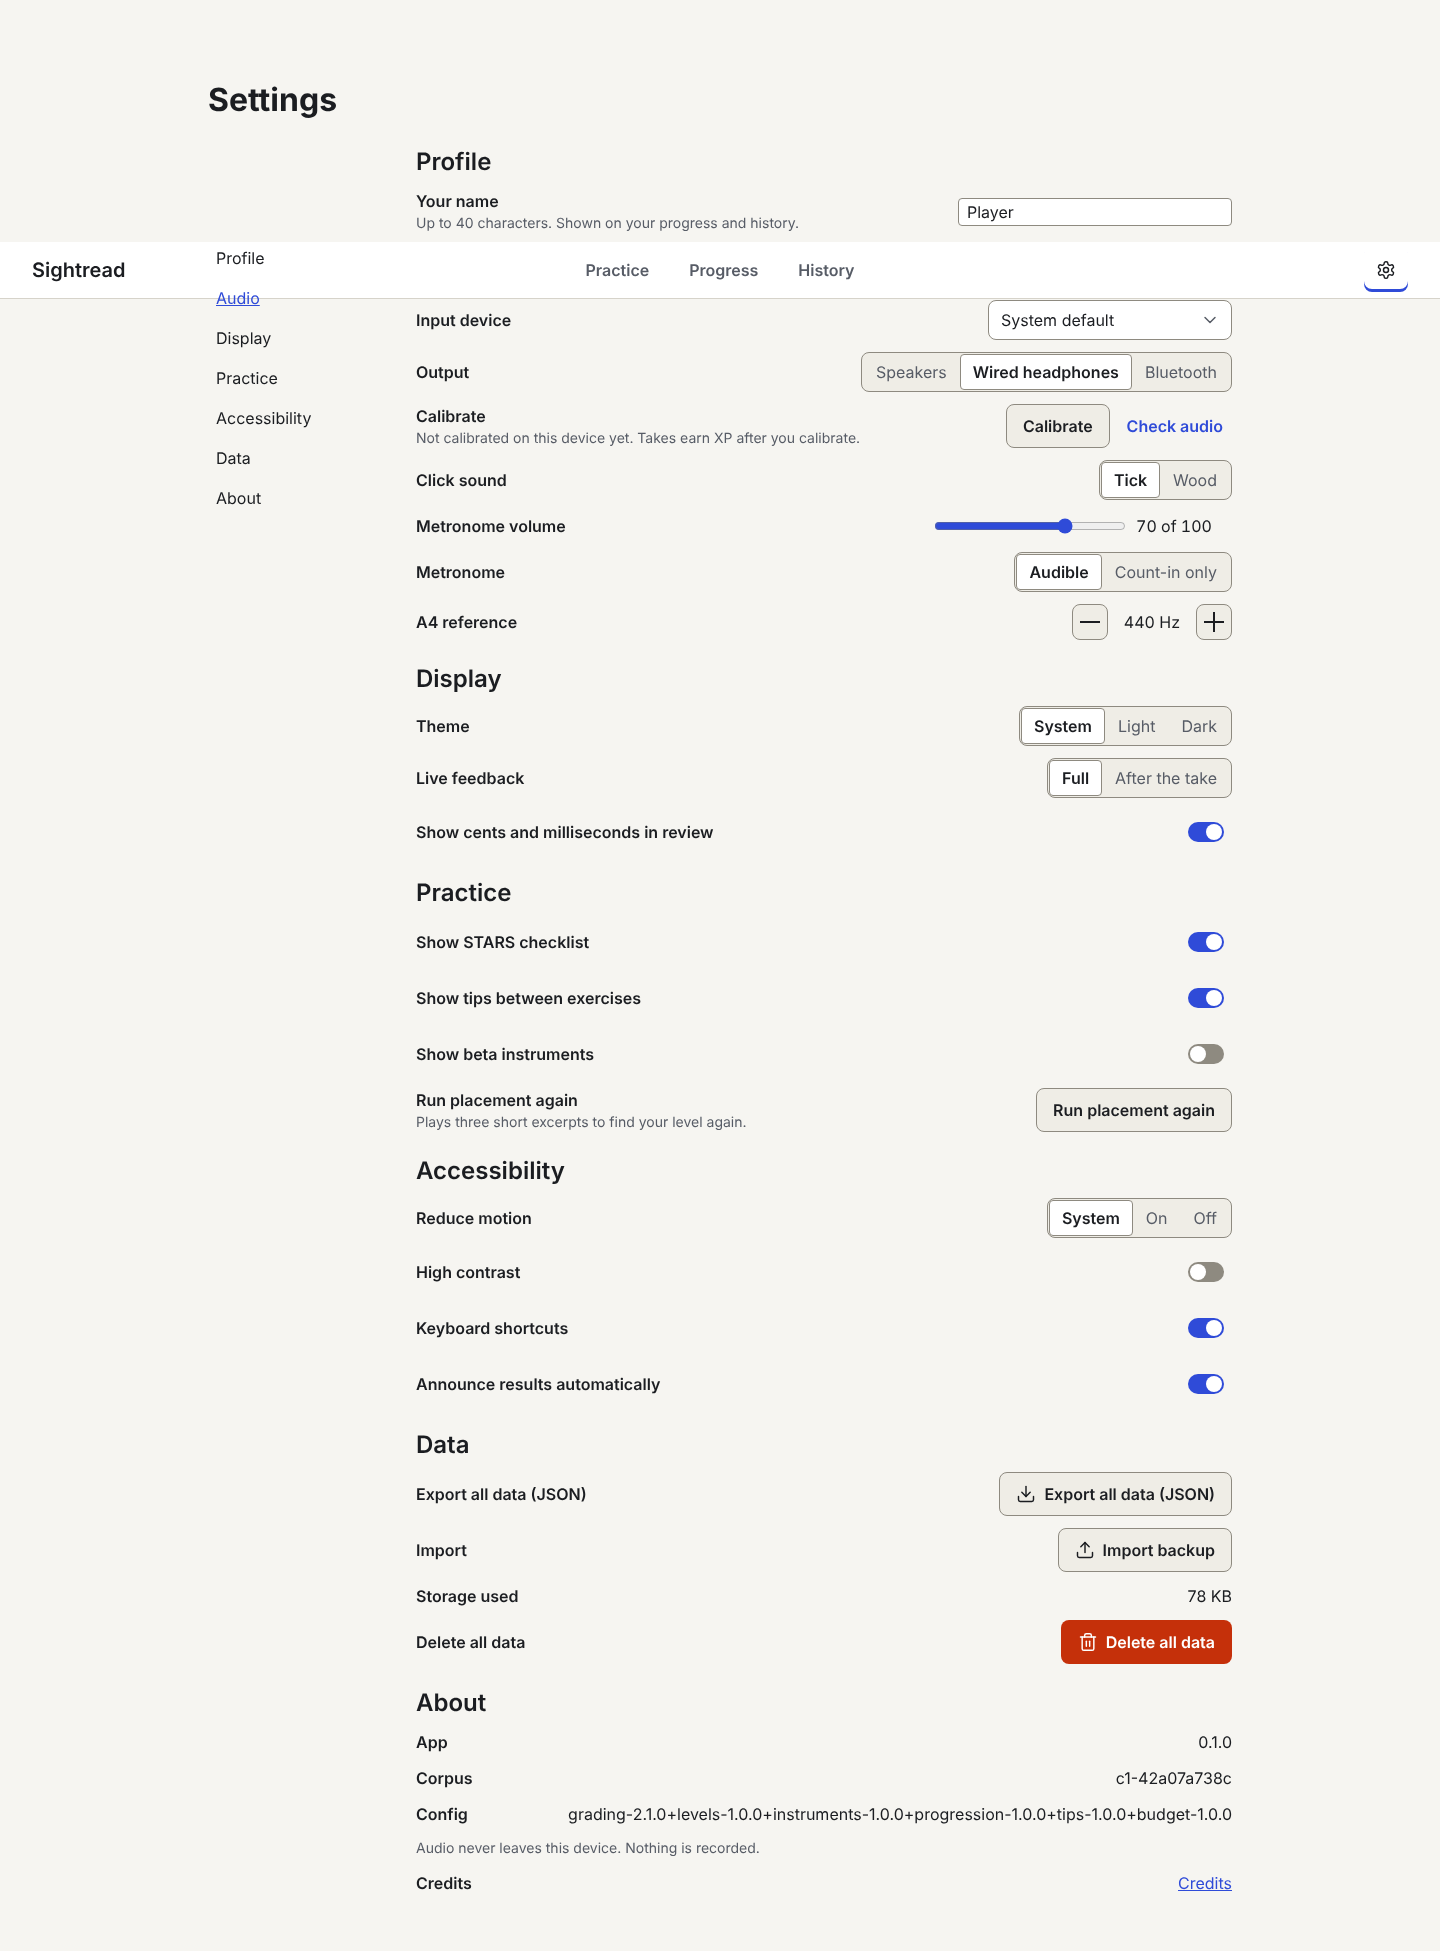 Settings
Profile
Your name
Up to 40 characters. Shown on your progress and history.
Player
Sightread
Practice
Progress
History
Profile
Audio
Display
Practice
Accessibility
Data
About
Input device
System default
Output
Speakers
Wired headphones
Bluetooth
Calibrate
Not calibrated on this device yet. Takes earn XP after you calibrate.
Calibrate
Check audio
Click sound
Tick
Wood
Metronome volume
70 of 100
Metronome
Audible
Count-in only
A4 reference
440 Hz
Display
Theme
System
Light
Dark
Live feedback
Full
After the take
Show cents and milliseconds in review
Practice
Show STARS checklist
Show tips between exercises
Show beta instruments
Run placement again
Plays three short excerpts to find your level again.
Run placement again
Accessibility
Reduce motion
System
On
Off
High contrast
Keyboard shortcuts
Announce results automatically
Data
Export all data (JSON)
Export all data (JSON)
Import
Import backup
Storage used
78 KB
Delete all data
Delete all data
About
App
0.1.0
Corpus
c1-42a07a738c
Config
grading-2.1.0+levels-1.0.0+instruments-1.0.0+progression-1.0.0+tips-1.0.0+budget-1.0.0
Audio never leaves this device. Nothing is recorded.
Credits
Credits